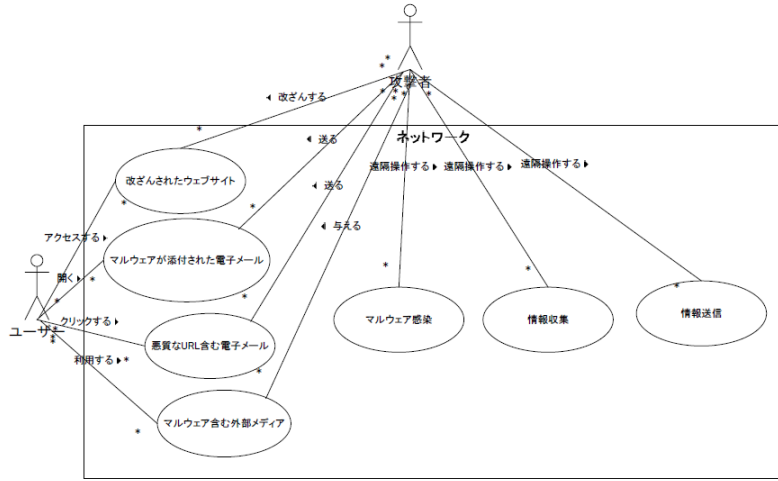 攻撃者
◀ 改ざんする
ネットワーク
◀ 送る
遠隔操作する ▶ 遠隔操作する ▶ 遠隔操作する ▶
改ざんされたウェブサイト
◀ 送る
アクセスする ▶
◀ 与える
マルウェアが添付された電子メール
開く ▶
マルウェア感染
情報収集
情報送信
クリックする ▶
ユーザー
悪質なURL含む電子メール
利用する ▶
マルウェア含む外部メディア